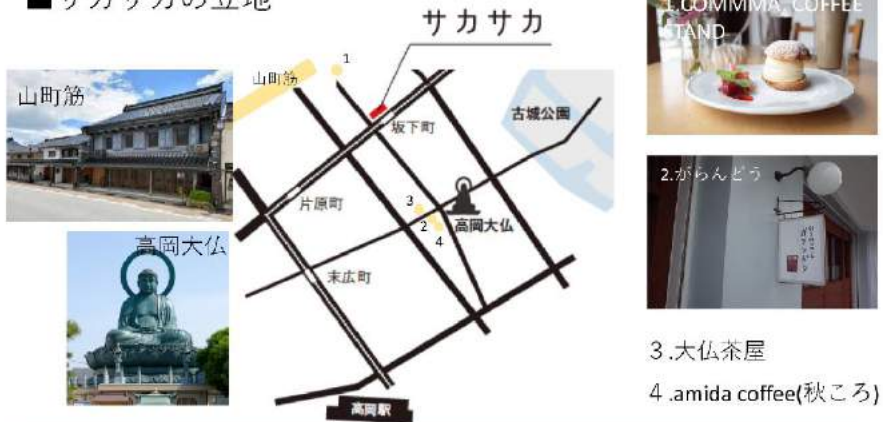 ■サカサカの立地
サカサカ
1.COMMMA, COFFEE
STAND
山町筋
山町筋
1
坂下町
古城公園
片原町
3
2
4
高岡大仏
高岡大仏
末広町
高岡駅
2.がらんどう
3.大仏茶屋
4.amida coffee(秋ころ)